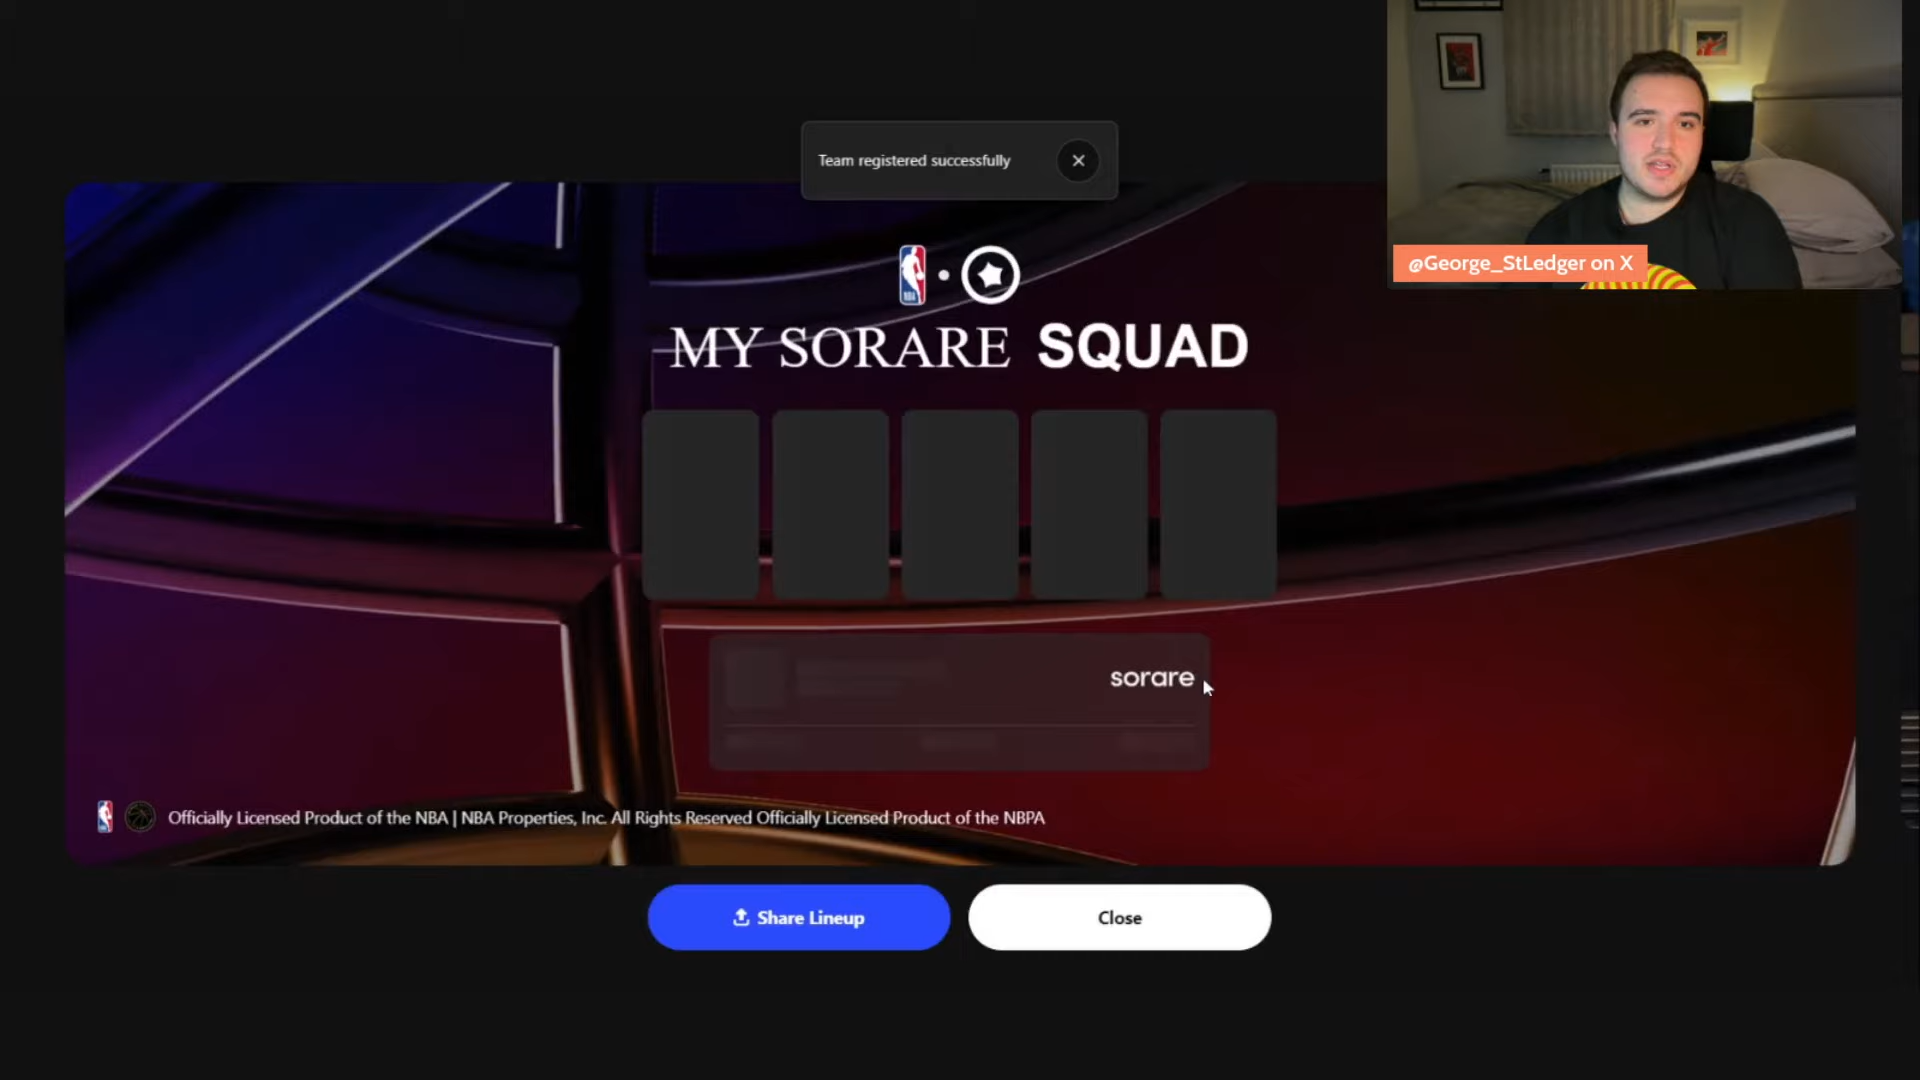 Team registered successfully
@George_StLedger on X
NBA
MY SORARE SQUAD
sorare
Officially Licensed Product of the NBA | NBA Properties, Inc. All Rights Reserved Officially Licensed Product of the NBPA
Share Lineup
Close